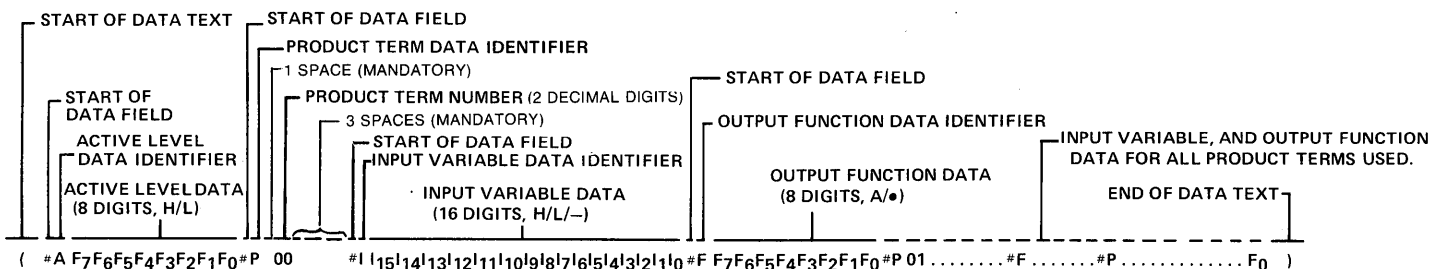 START OF DATA TEXT
START OF DATA FIELD
PRODUCT TERM DATA IDENTIFIER
1 SPACE (MANDATORY)
START OF DATA FIELD
START OF
DATA FIELD
PRODUCT TERM NUMBER (2 DECIMAL DIGITS)
3 SPACES (MANDATORY)
OUTPUT FUNCTION DATA IDENTIFIER
INPUT VARIABLE, AND OUTPUT FUNCTION
DATA FOR ALL PRODUCT TERMS USED.
ACTIVE LEVEL
DATA IDENTIFIER
START OF DATA FIELD
INPUT VARIABLE DATA IDENTIFIER
ACTIVE LEVEL DATA
(8 DIGITS, H/L)
INPUT VARIABLE DATA
(16 DIGITS, H/L/–)
OUTPUT FUNCTION DATA
(8 DIGITS, A/●)
END OF DATA TEXT
( *A F7F6F5F4F3F2F1F0*P 00 *I I15I14I13I12I11I10I9I8I7I6I5I4I3I2I1I0 *F F7F6F5F4F3F2F1F0*P 01 . . . . . . . . *F . . . . . . . *P . . . . . . . . . . . . F0 )